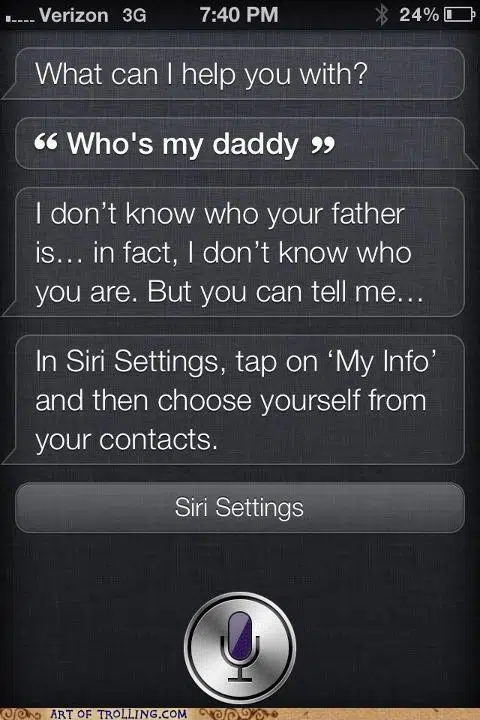 Verizon 3G 7:40 PM 24%
What can I help you with?
“ Who's my daddy ”
I don’t know who your father
is... in fact, I don’t know who
you are. But you can tell me...
In Siri Settings, tap on ‘My Info’
and then choose yourself from
your contacts.
Siri Settings
ART OF TROLLING.COM